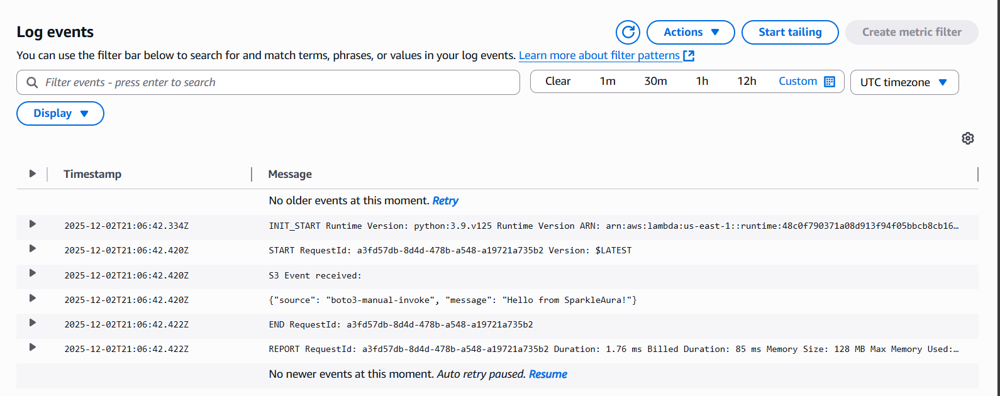 Log events
Actions
Start tailing
Create metric filter
You can use the filter bar below to search for and match terms, phrases, or values in your log events. Learn more about filter patterns
Filter events - press enter to search
Clear 1m 30m 1h 12h Custom
UTC timezone
Display
Timestamp Message
No older events at this moment. Retry
2025-12-02T21:06:42.334Z INIT_START Runtime Version: python:3.9.v125 Runtime Version ARN: arn:aws:lambda:us-east-1::runtime:48c0f790371a08d913f94f05bbcb8cb16…
2025-12-02T21:06:42.420Z START RequestId: a3fd57db-8d4d-478b-a548-a19721a735b2 Version: $LATEST
2025-12-02T21:06:42.420Z S3 Event received:
2025-12-02T21:06:42.420Z {"source": "boto3-manual-invoke", "message": "Hello from SparkleAura!"}
2025-12-02T21:06:42.422Z END RequestId: a3fd57db-8d4d-478b-a548-a19721a735b2
2025-12-02T21:06:42.422Z REPORT RequestId: a3fd57db-8d4d-478b-a548-a19721a735b2 Duration: 1.76 ms Billed Duration: 85 ms Memory Size: 128 MB Max Memory Used:…
No newer events at this moment. Auto retry paused. Resume